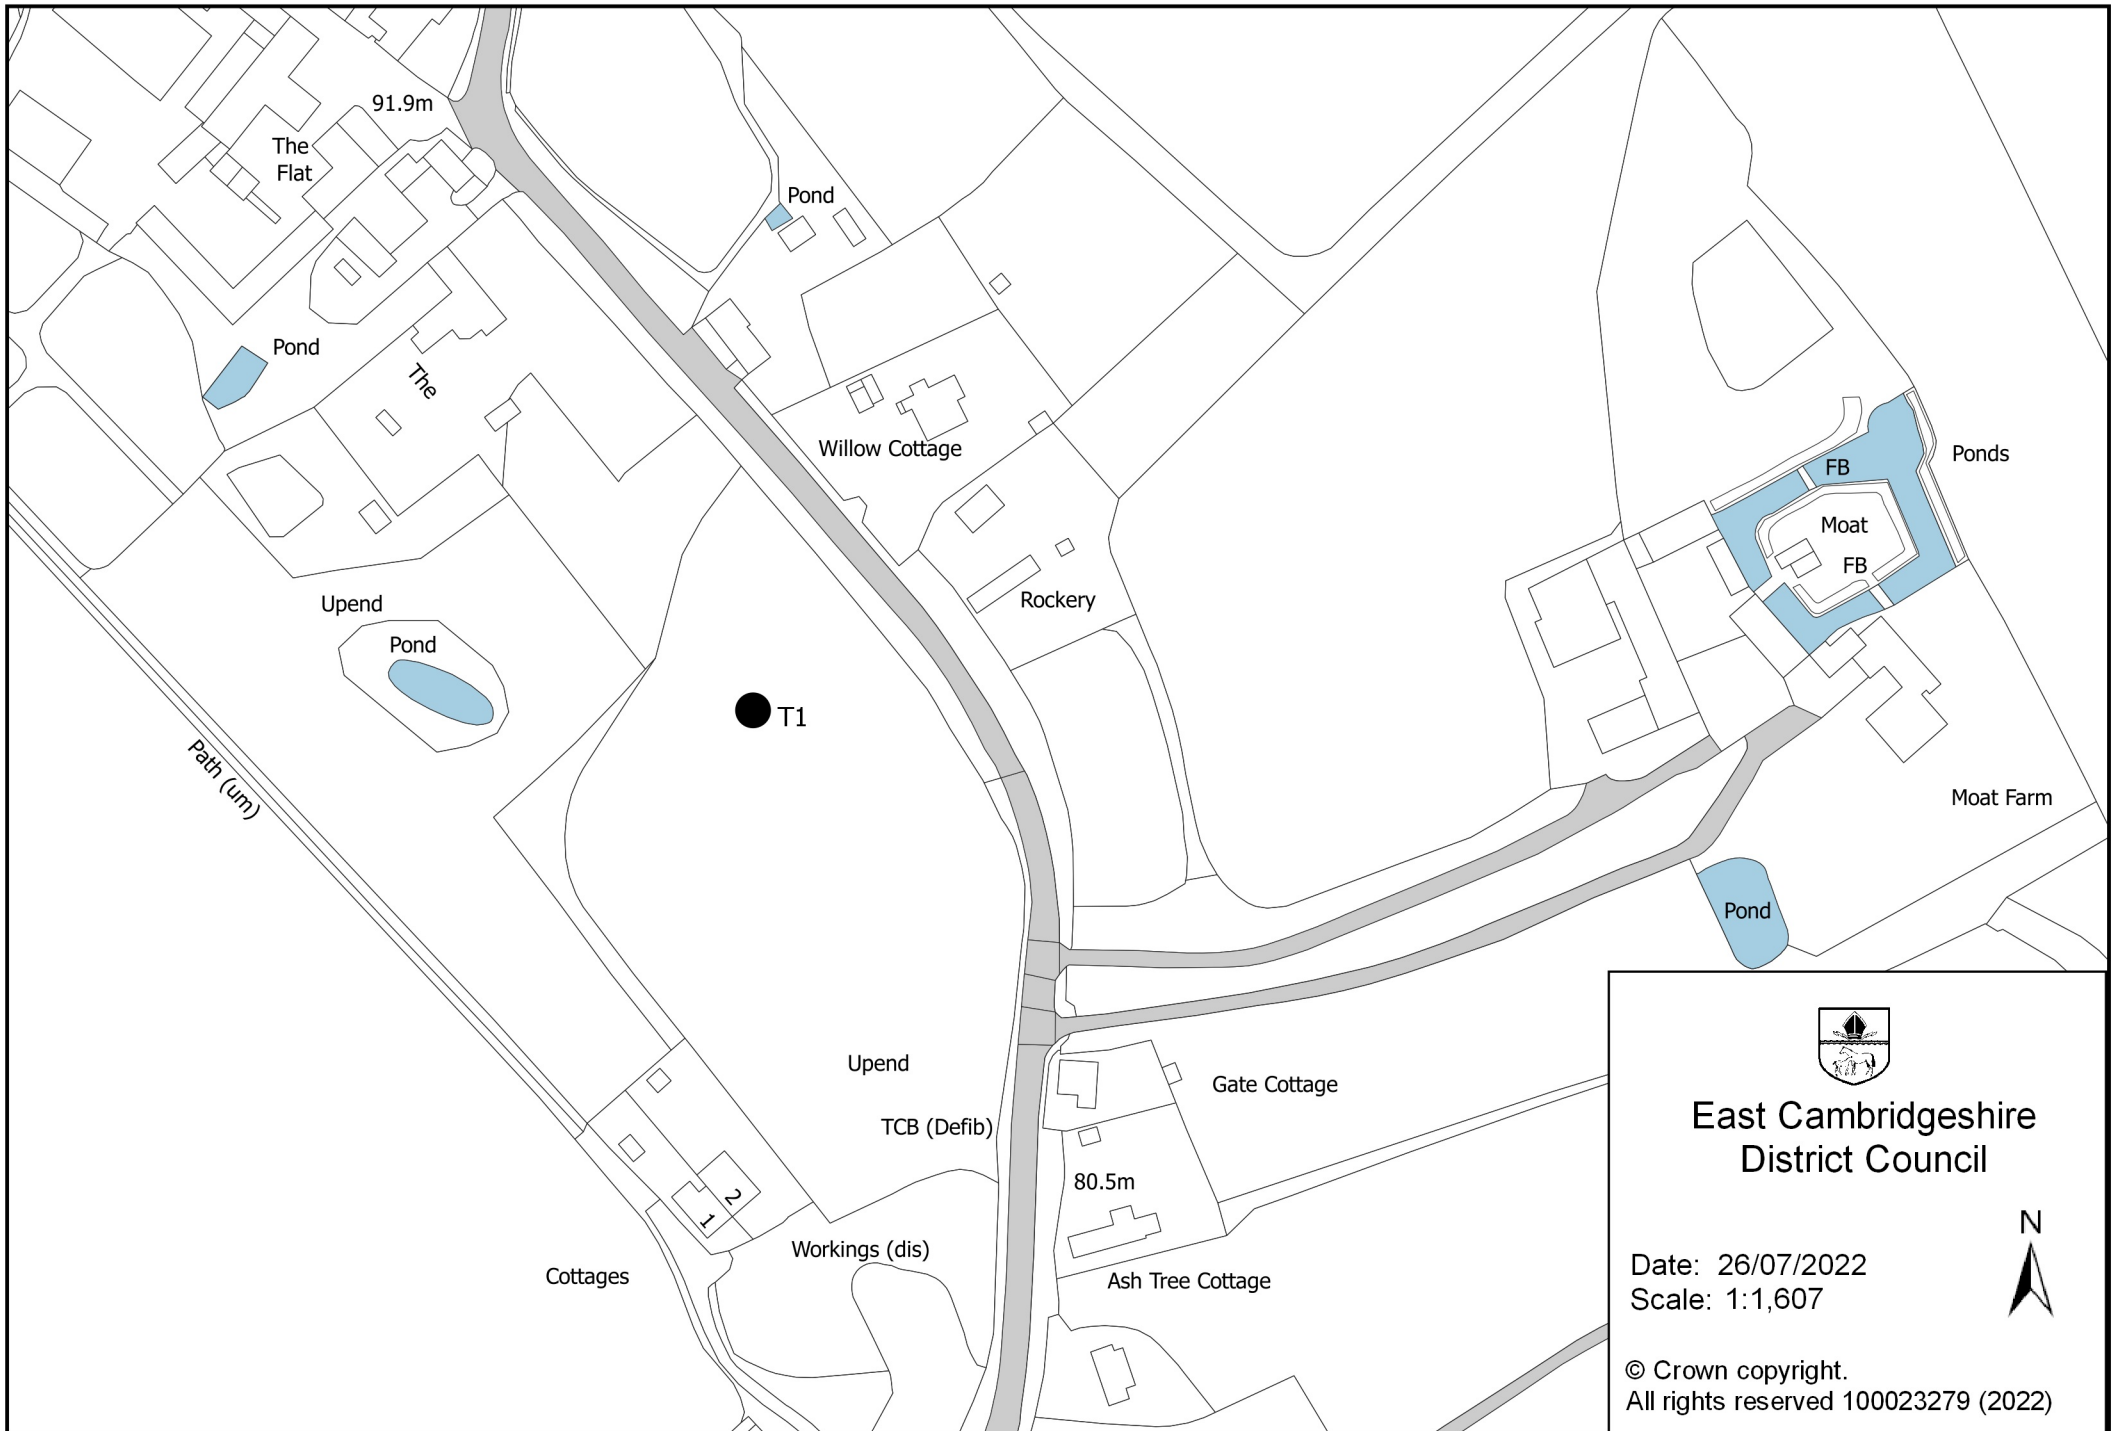 91.9m
The
Flat
Pond
Pond
The
Willow Cottage
Ponds
FB
Moat
FB
Rockery
Upend
Pond
T1
Path (um)
Moat Farm
Pond
Upend
Gate Cottage
TCB (Defib)
80.5m
2
1
Workings (dis)
Cottages
Ash Tree Cottage
East Cambridgeshire
District Council
N
Date: 26/07/2022
Scale: 1:1,607
© Crown copyright.
All rights reserved 100023279 (2022)